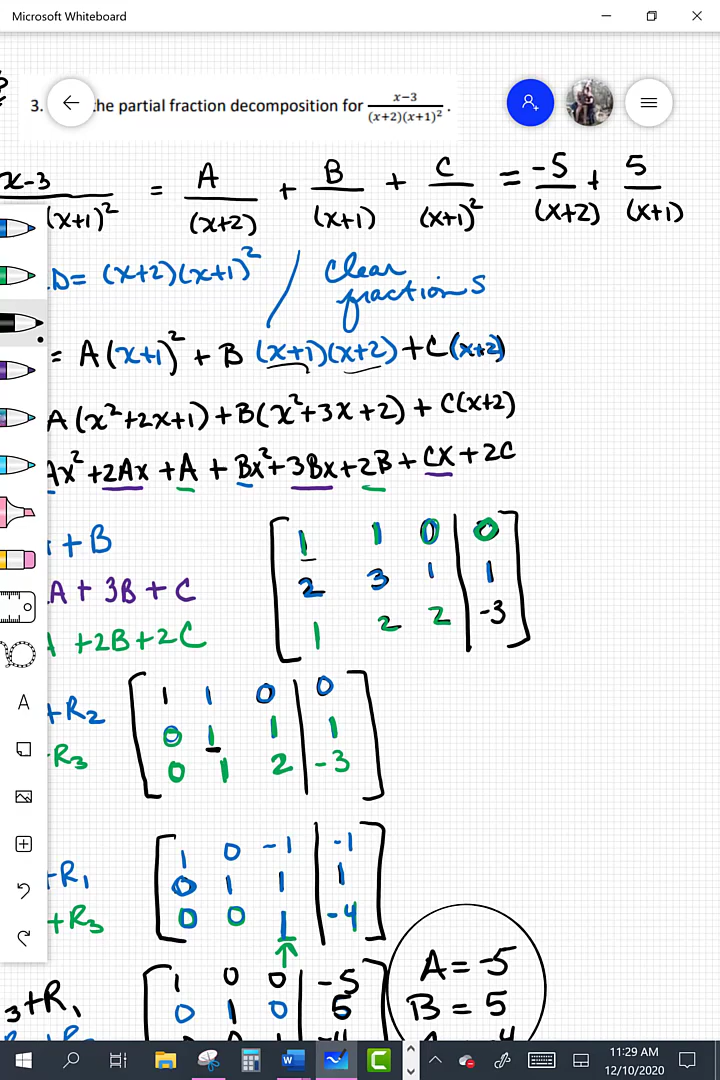 Microsoft Whiteboard
3. the partial fraction decomposition for x−3 / (x+2)(x+1)² .
x-3 / (x+1)² = A / (x+2) + B / (x+1) + C / (x+1)² = -5 / (x+2) + 5 / (x+1)
D= (x+2)(x+1)² / clear
fractions
= A(x+1)² + B (x+1)(x+2) + C(x+2)
A(x²+2x+1)+B(x²+3x+2)+C(x+2)
Ax²+2Ax+A+Bx²+3Bx+2B+Cx+2C
+B
A+3B+C
+2B+2C
1 1 0 | 0
2 3 1 | 1
1 2 2 | -3
+R₂
R₃
1 1 0 | 0
0 1 1 | 1
0 1 2 | -3
+R₁
+R₃
1 0 -1 | -1
0 1 1 | 1
0 0 1 | -4
3+R₁
1 0 0 | -5
0 1 0 | 5
A = -5
B = 5
A
11:29 AM
12/10/2020